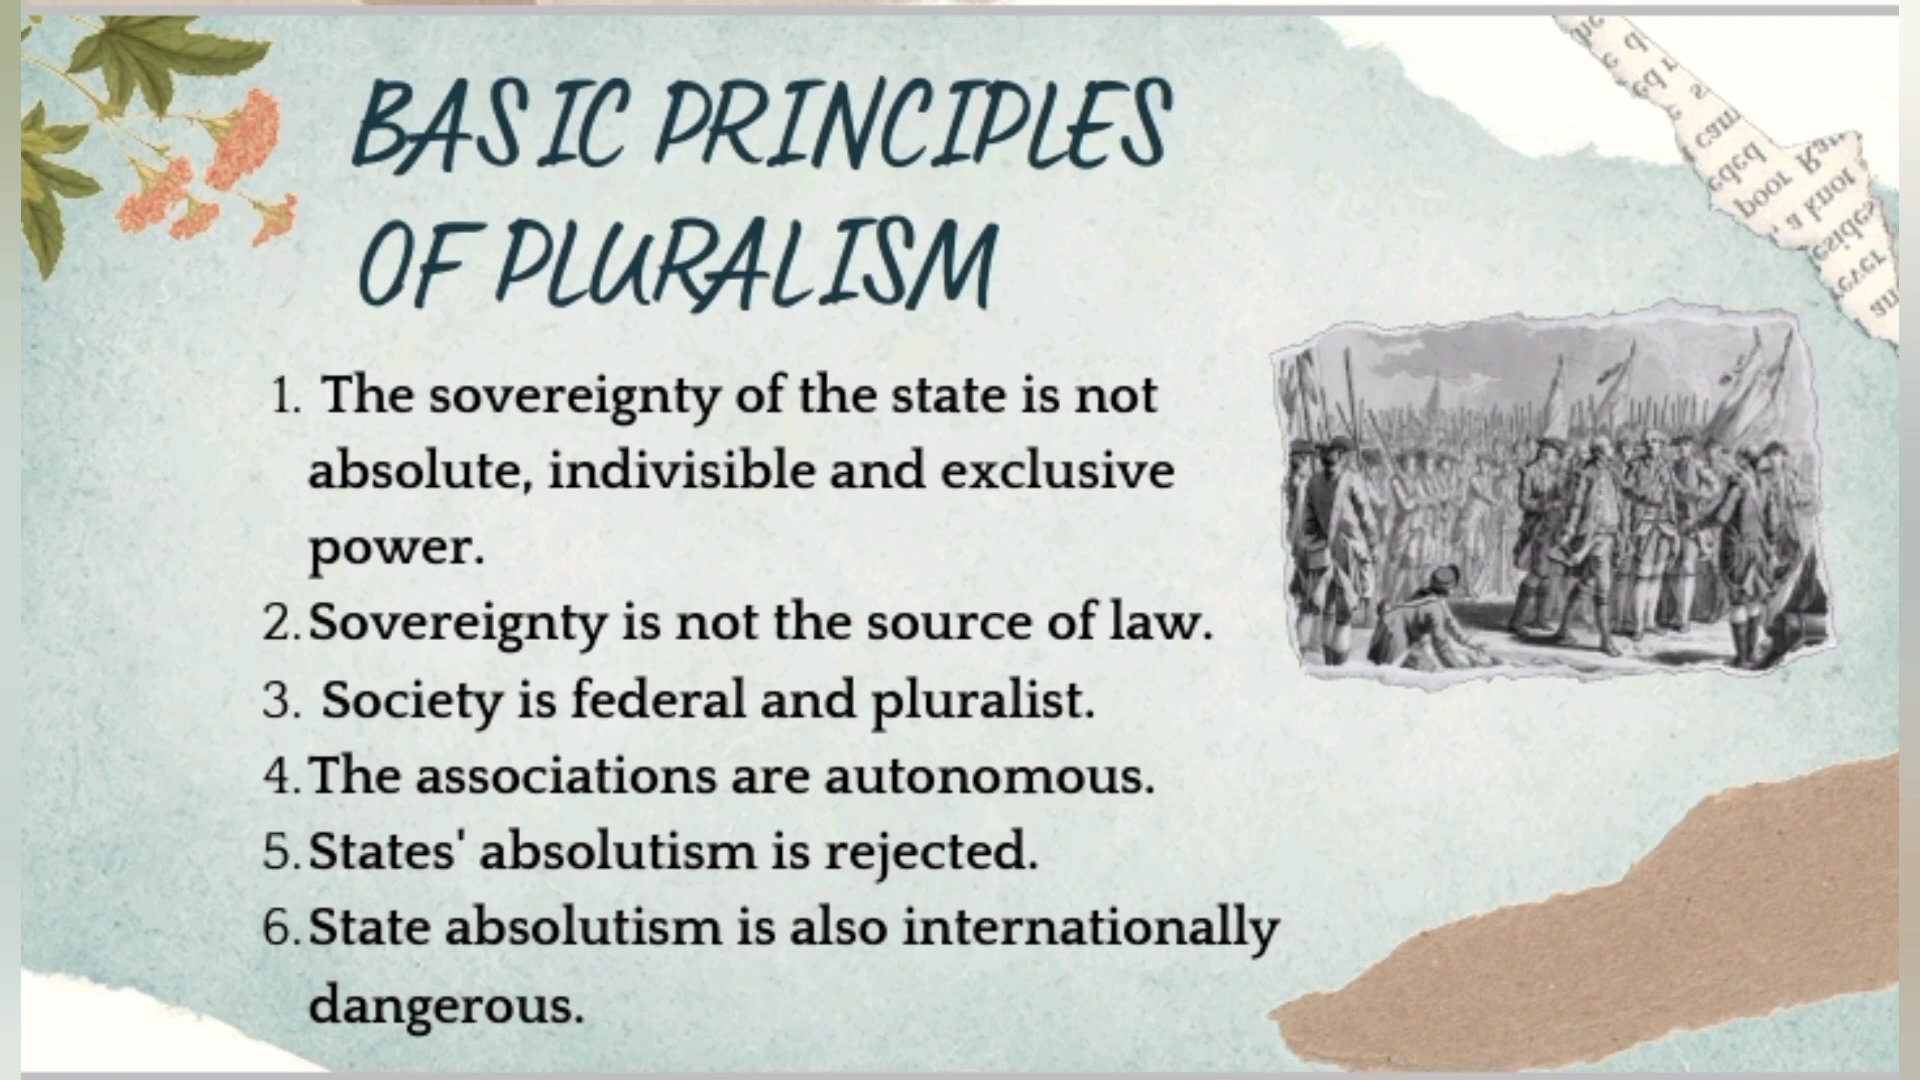 BASIC PRINCIPLES
OF PLURALISM
1. The sovereignty of the state is not
absolute, indivisible and exclusive
power.
2. Sovereignty is not the source of law.
3. Society is federal and pluralist.
4. The associations are autonomous.
5. States' absolutism is rejected.
6. State absolutism is also internationally
dangerous.